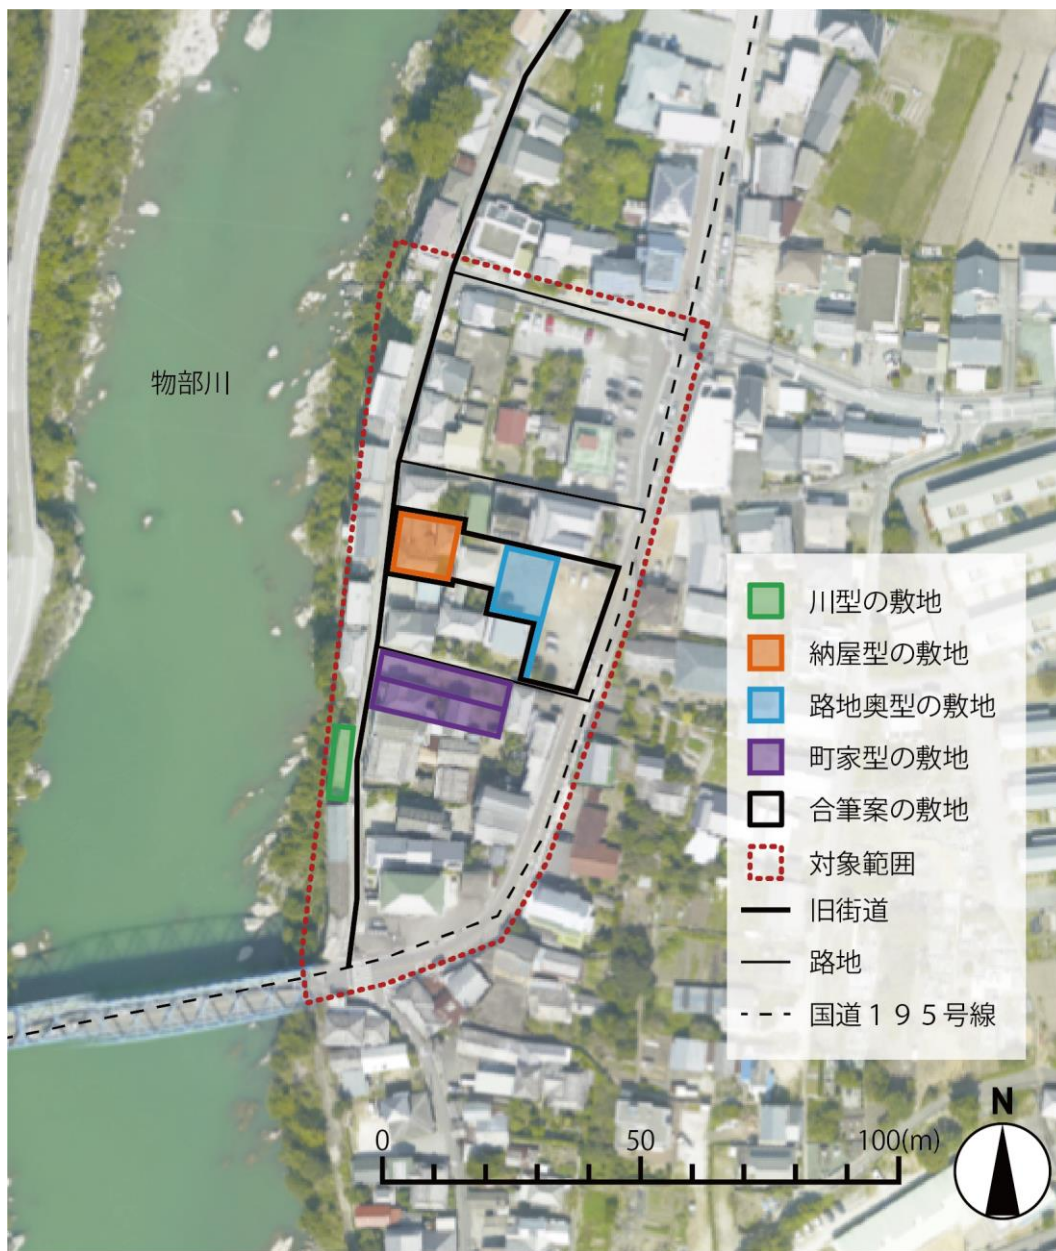 物部川
川型の敷地
納屋型の敷地
路地奥型の敷地
町家型の敷地
合筆案の敷地
対象範囲
旧街道
路地
国道１９５号線
N
0 50 100(m)